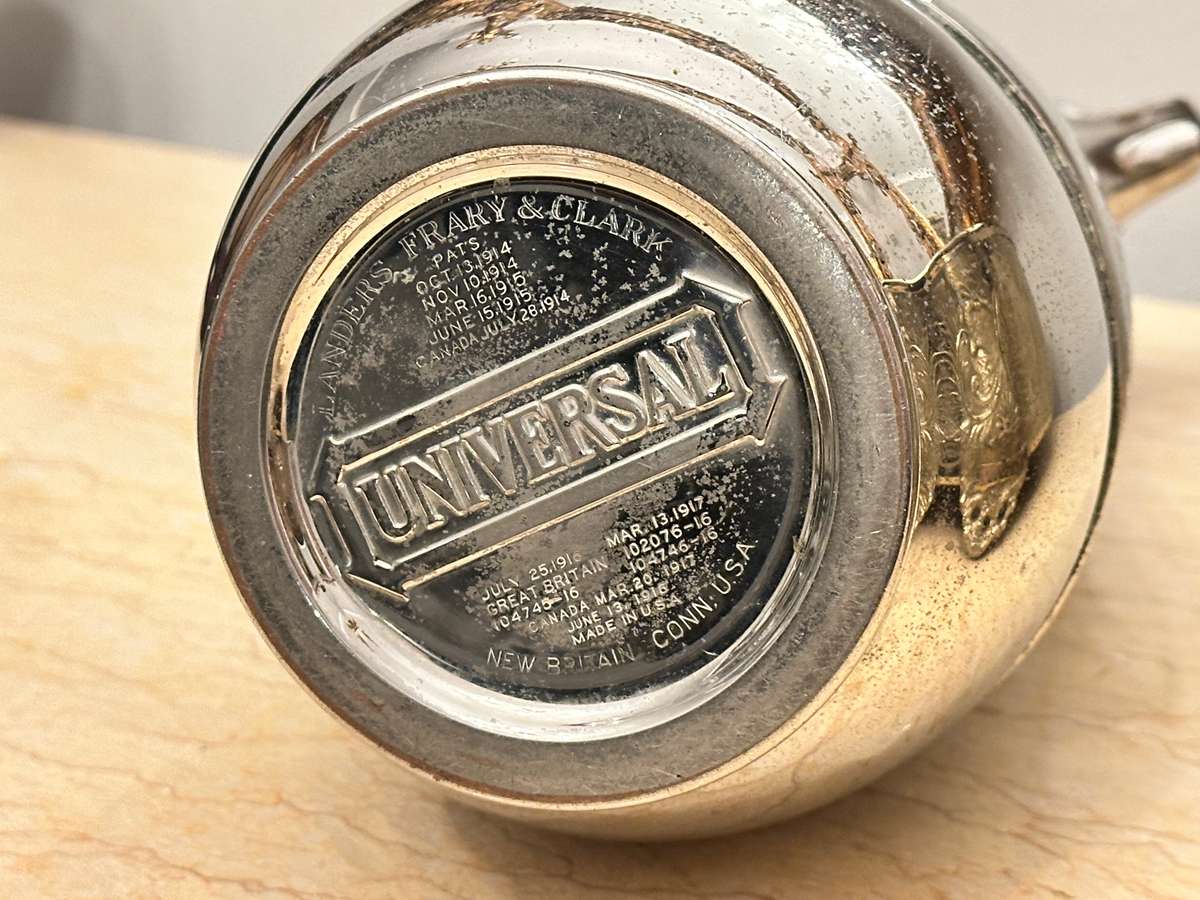 LANDERS, FRARY & CLARK
PAT'S.
OCT.13.1914
NOV.10.1914
MAR.16.1915
JUNE 15.1915
CANADA JULY.28.1914
UNIVERSAL
JULY 25.1916 MAR.13.1917
GREAT BRITAIN 102076-16
104745-16 104746-16
CANADA MAR.20.1917
JUNE 13.1916
MADE IN U.S.A.
NEW BRITAIN CONN. U.S.A